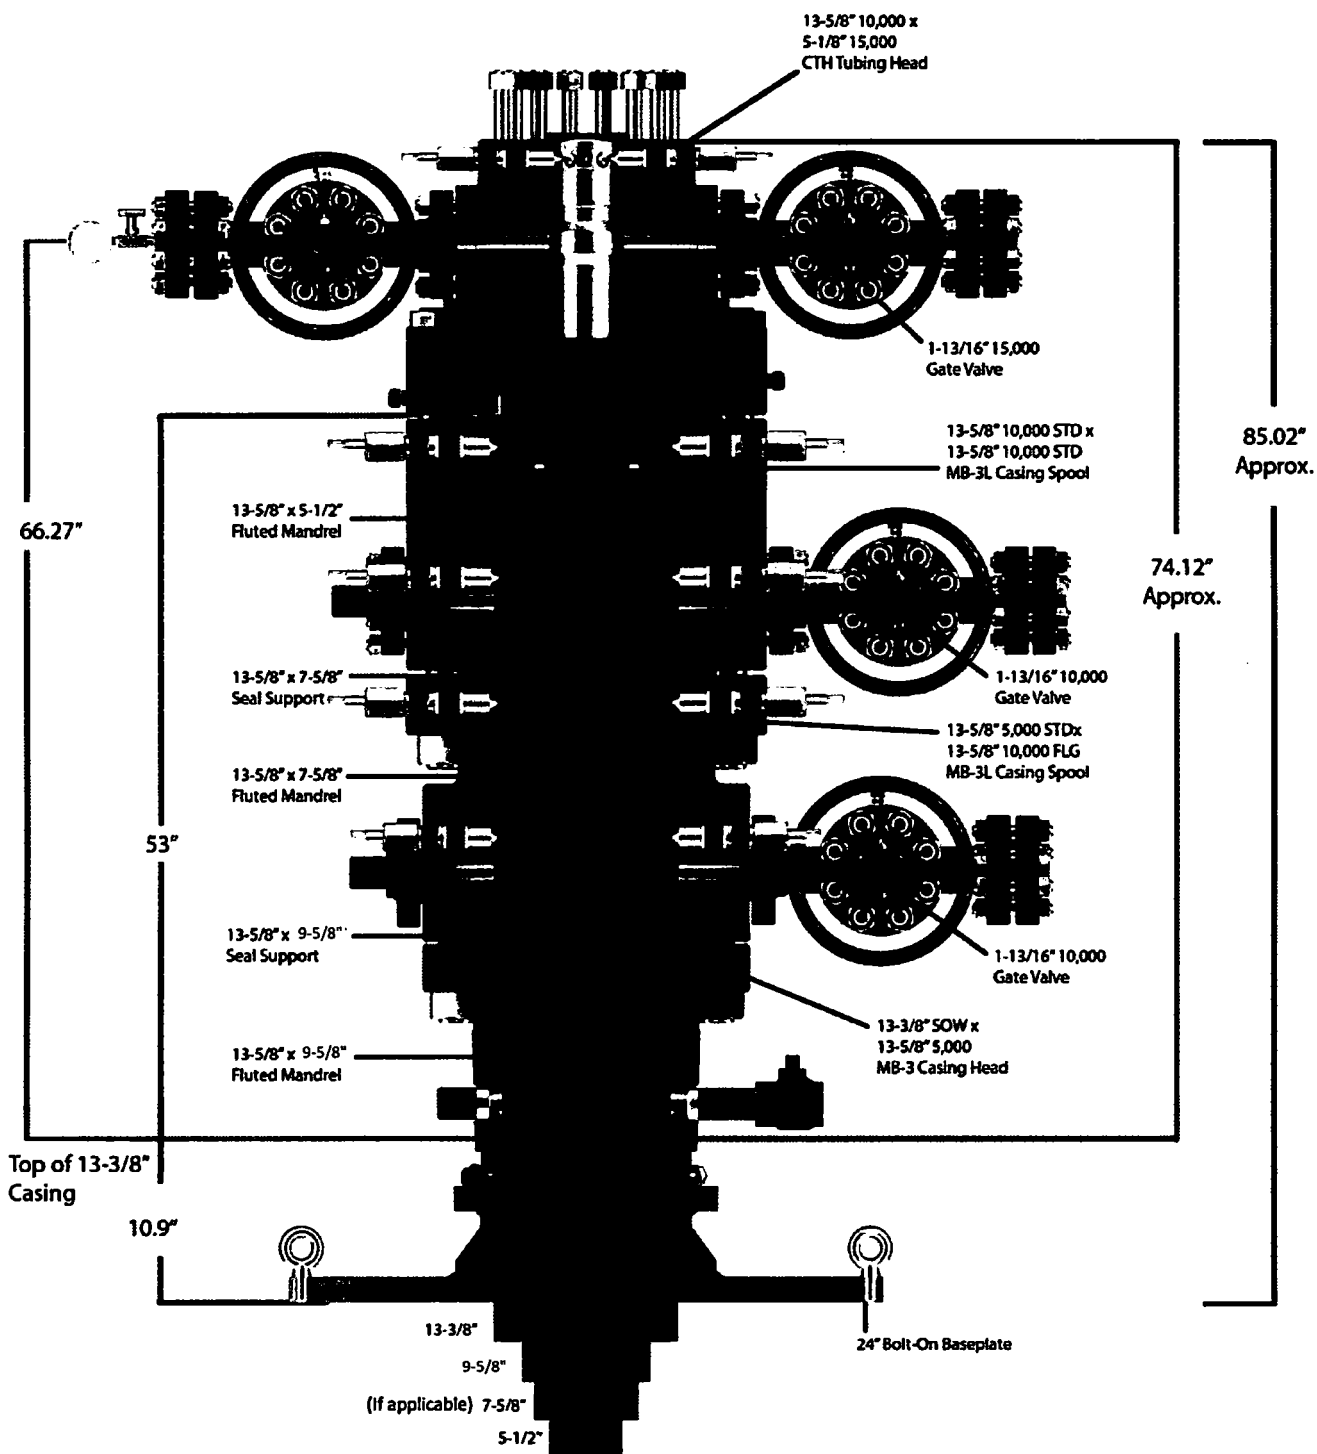 13-5/8" 10,000 x
5-1/8" 15,000
CTH Tubing Head
1-13/16" 15,000
Gate Valve
13-5/8" 10,000 STD x
13-5/8" 10,000 STD
MB-3L Casing Spool
85.02"
Approx.
66.27"
13-5/8" x 5-1/2"
Fluted Mandrel
74.12"
Approx.
13-5/8" x 7-5/8"
Seal Support
1-13/16" 10,000
Gate Valve
13-5/8" 5,000 STDx
13-5/8" 10,000 FLG
MB-3L Casing Spool
13-5/8" x 7-5/8"
Fluted Mandrel
53"
13-5/8" x 9-5/8"
Seal Support
1-13/16" 10,000
Gate Valve
13-3/8" SOW x
13-5/8" 5,000
MB-3 Casing Head
13-5/8" x 9-5/8"
Fluted Mandrel
Top of 13-3/8"
Casing
10.9"
13-3/8"
24" Bolt-On Baseplate
9-5/8"
(If applicable) 7-5/8"
5-1/2"